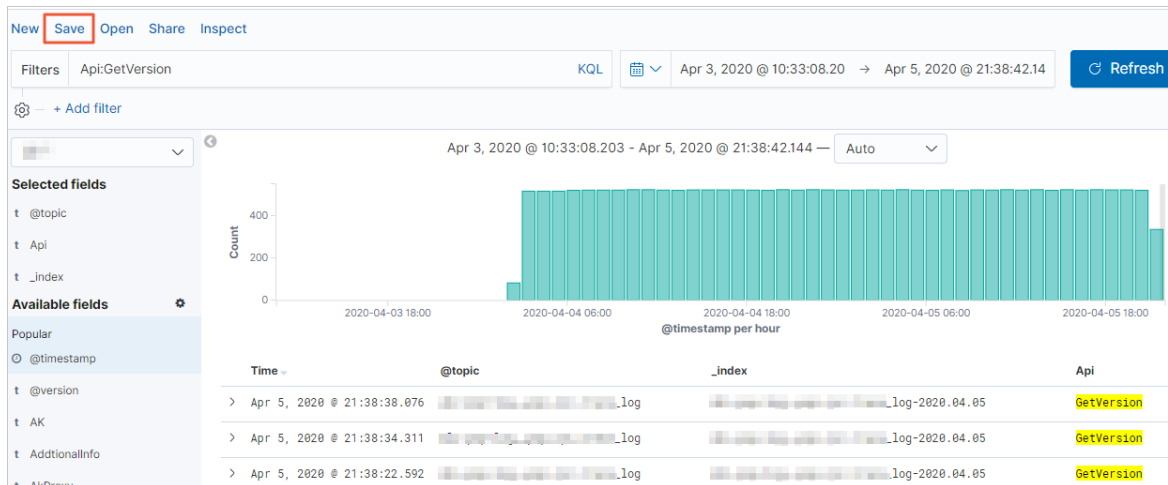 New Save Open Share Inspect
Filters Api:GetVersion KQL Apr 3, 2020 @ 10:33:08.20 → Apr 5, 2020 @ 21:38:42.14 Refresh
+ Add filter
Apr 3, 2020 @ 10:33:08.203 - Apr 5, 2020 @ 21:38:42.144 — Auto
Selected fields
t @topic
t Api
t _index
Available fields
Popular
@timestamp
t @version
t AK
t AddtionalInfo
Count
400
200
0
2020-04-03 18:00 2020-04-04 06:00 2020-04-04 18:00 2020-04-05 06:00 2020-04-05 18:00
@timestamp per hour
Time @topic _index Api
> Apr 5, 2020 @ 21:38:38.076 _log _log-2020.04.05 GetVersion
> Apr 5, 2020 @ 21:38:34.311 _log _log-2020.04.05 GetVersion
> Apr 5, 2020 @ 21:38:22.592 _log _log-2020.04.05 GetVersion